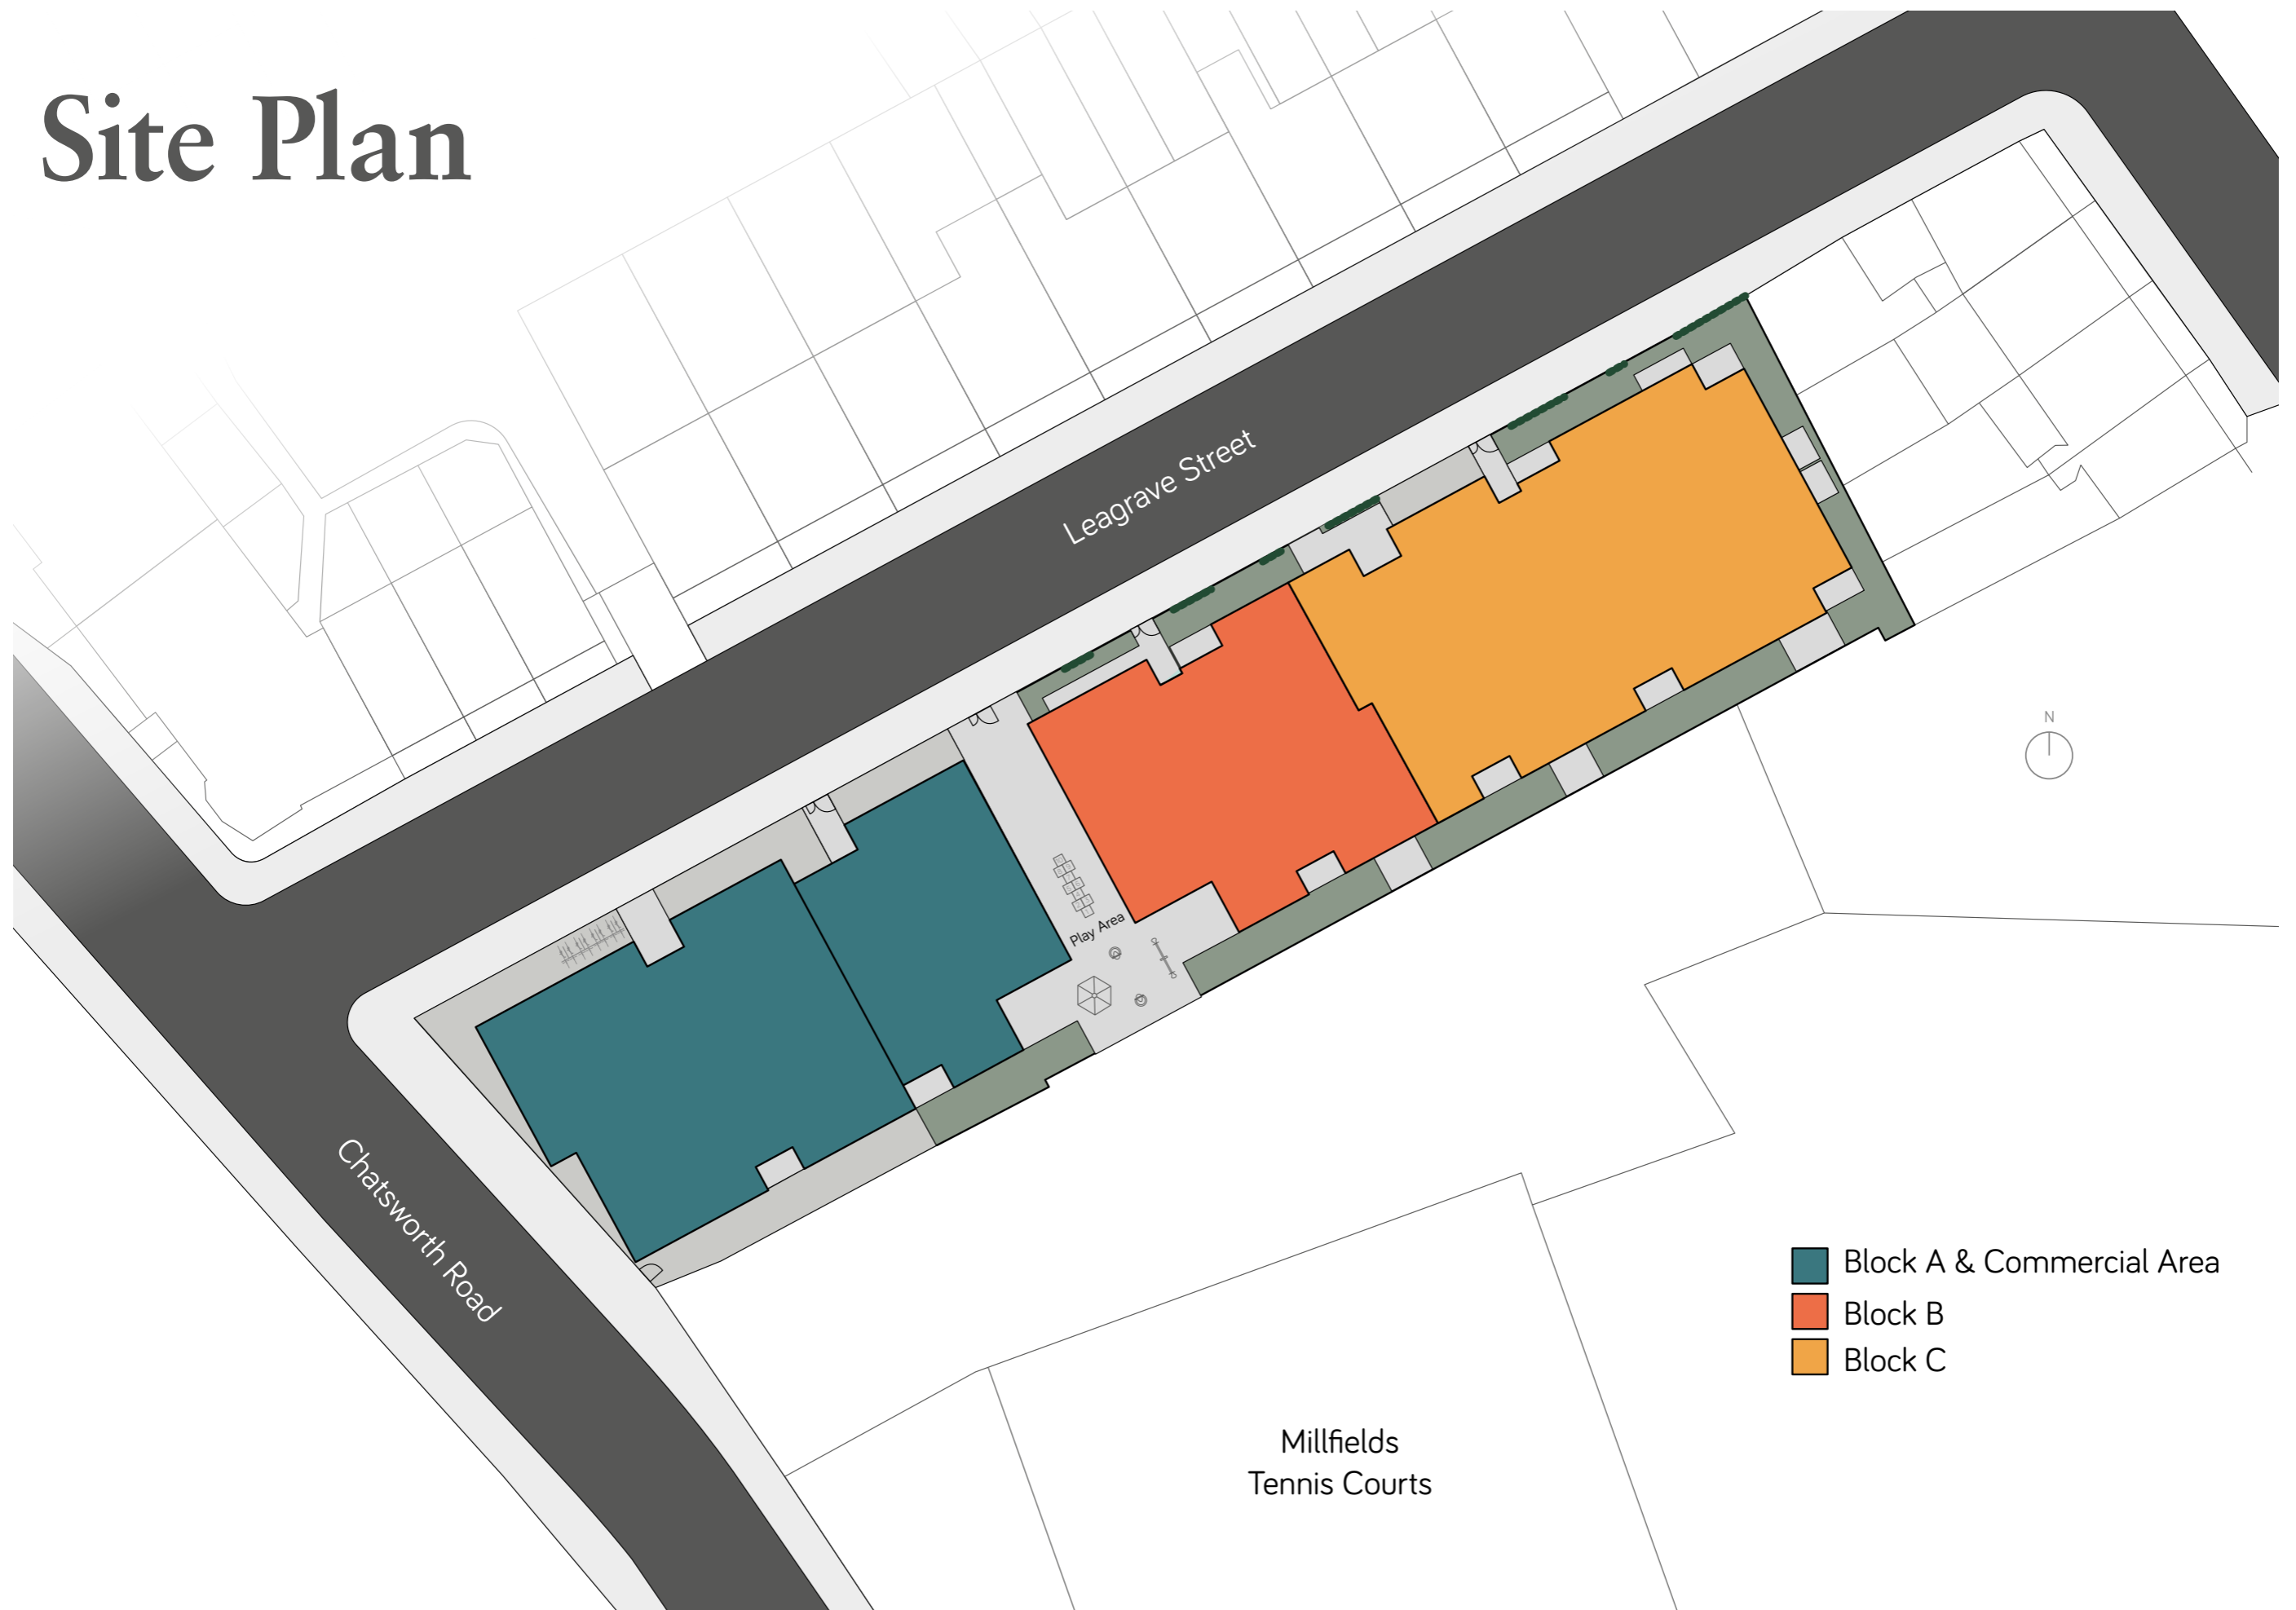 Site Plan
Leagrave Street
N
Play Area
Chatsworth Road
Block A & Commercial Area
Block B
Block C
Millfields
Tennis Courts